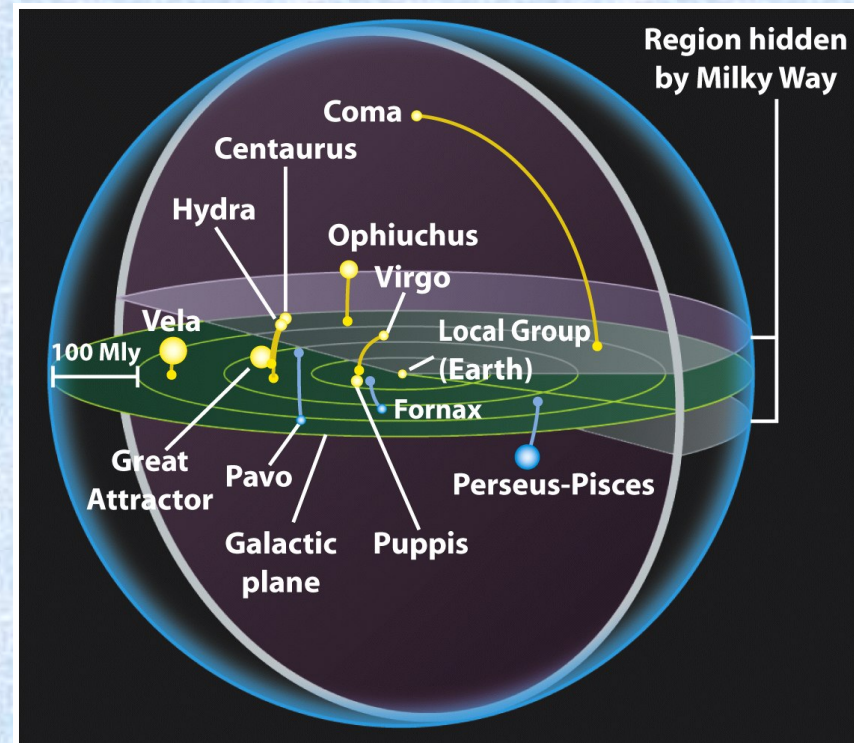 Region hidden
by Milky Way
Coma
Centaurus
Hydra
Ophiuchus
Virgo
Vela
Local Group
(Earth)
100 Mly
Fornax
Great
Attractor
Pavo
Perseus-Pisces
Galactic
plane
Puppis